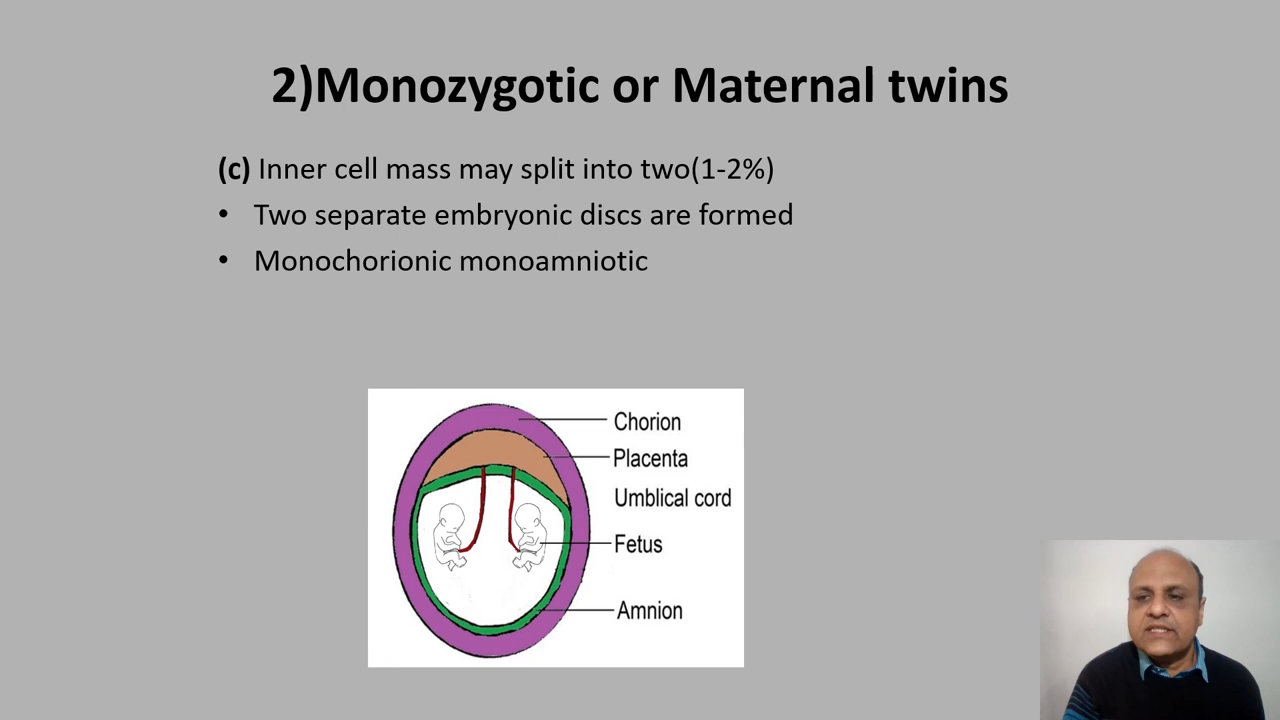 2)Monozygotic or Maternal twins
(c) Inner cell mass may split into two(1-2%)
• Two separate embryonic discs are formed
• Monochorionic monoamniotic
Chorion
Placenta
Umblical cord
Fetus
Amnion